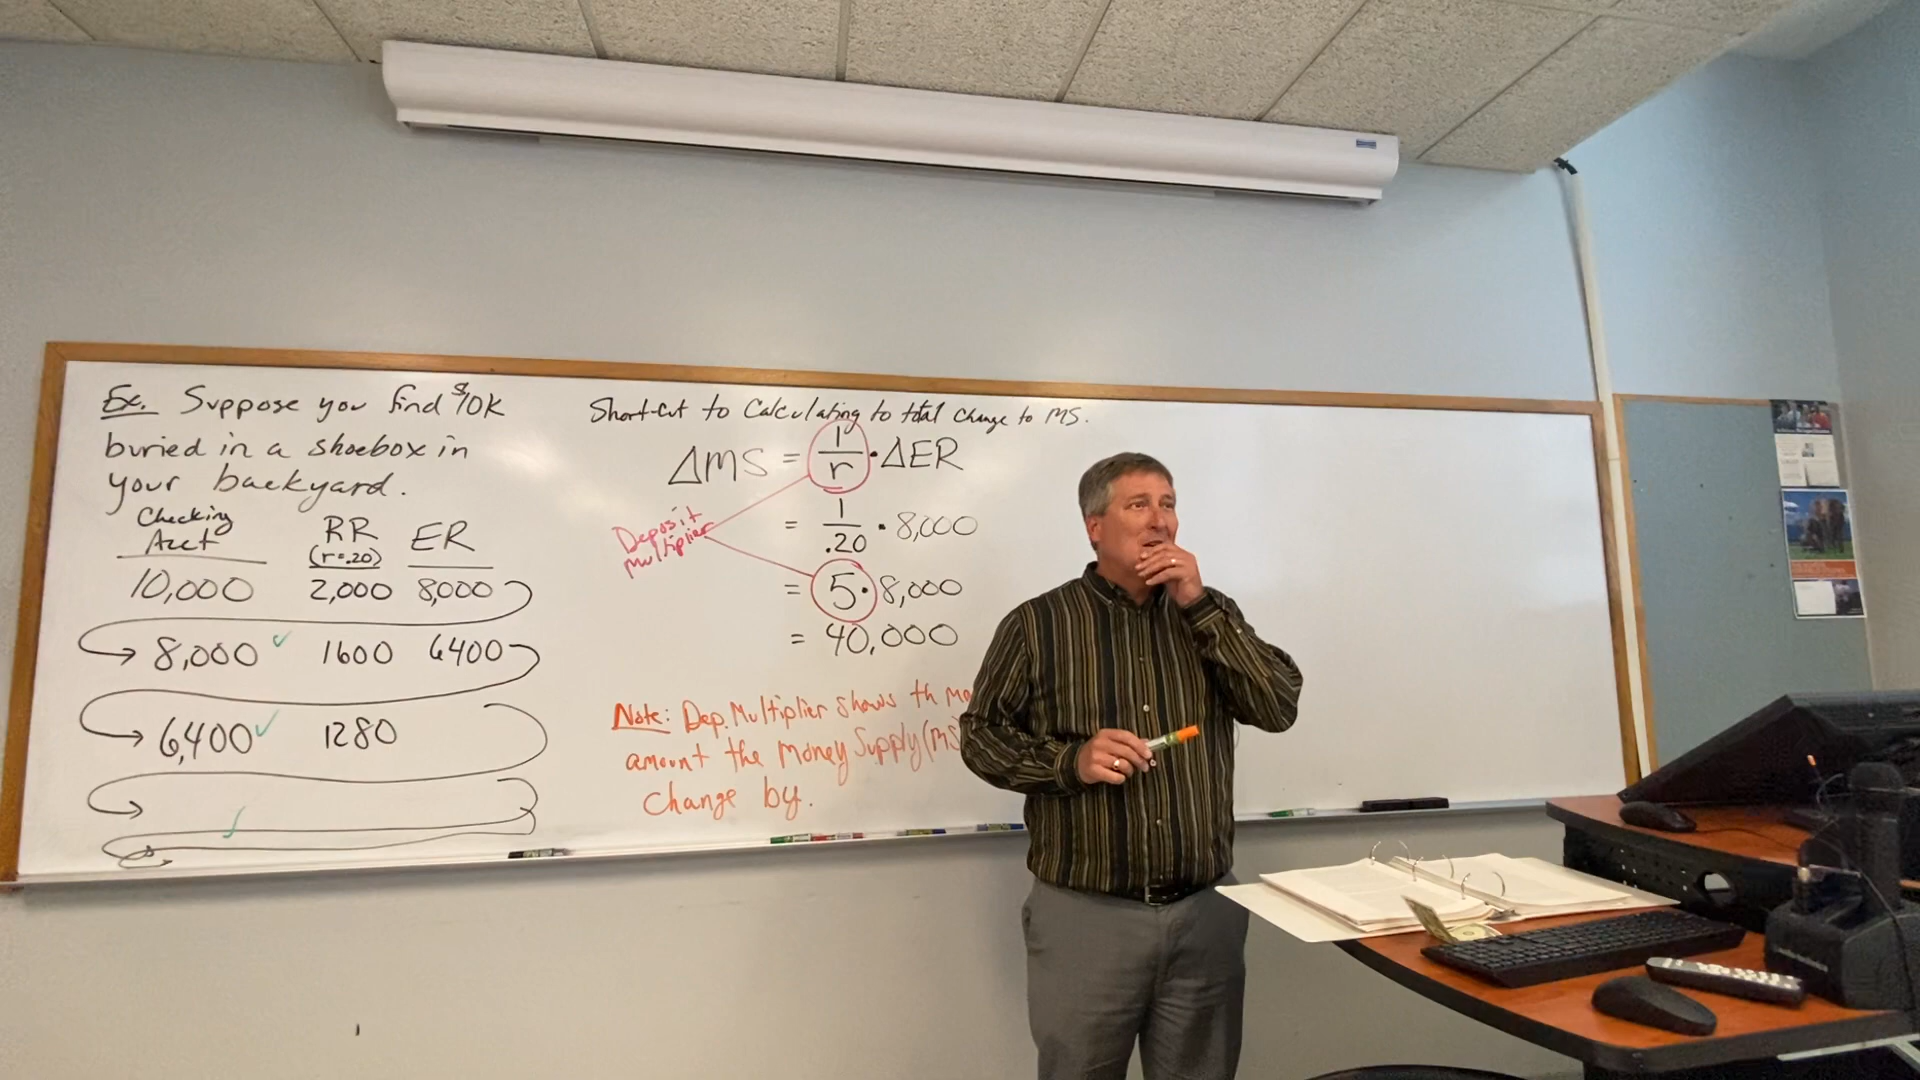 Ex. Suppose you find $10K
buried in a shoebox in
your backyard.
Checking
Acct
RR
(r=.20)
ER
10,000 2,000 8,000
8,000 ✓ 1600 6400
6,400 ✓ 1280
✓
Short-cut to Calculating to total change to MS.
ΔMS = 1/r · ΔER
= 1/.20 · 8,000
= 5 · 8,000
= 40,000
Deposit
Multiplier
Note: Dep. Multiplier shows th
amount the Money Supply (MS
change by.